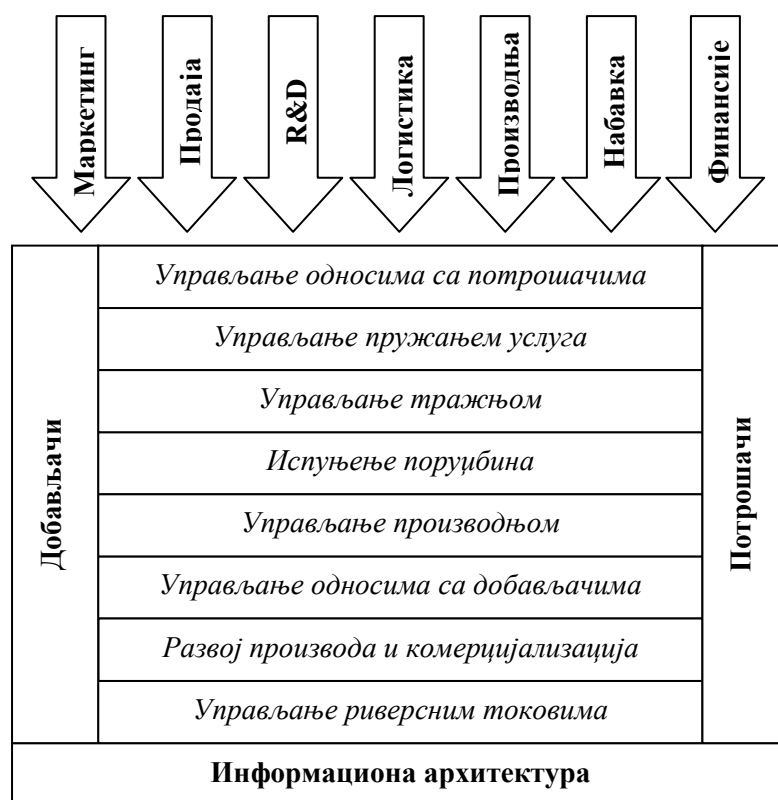 Маркетинг
Продаја
R&D
Логистика
Производња
Набавка
Финансије
Добављачи
Управљање односима са потрошачима
Управљање пружањем услуга
Управљање тражњом
Испуњење поруџбина
Управљање производњом
Управљање односима са добављачима
Развој производа и комерцијализација
Управљање риверсним токовима
Потрошачи
Информациона архитектура